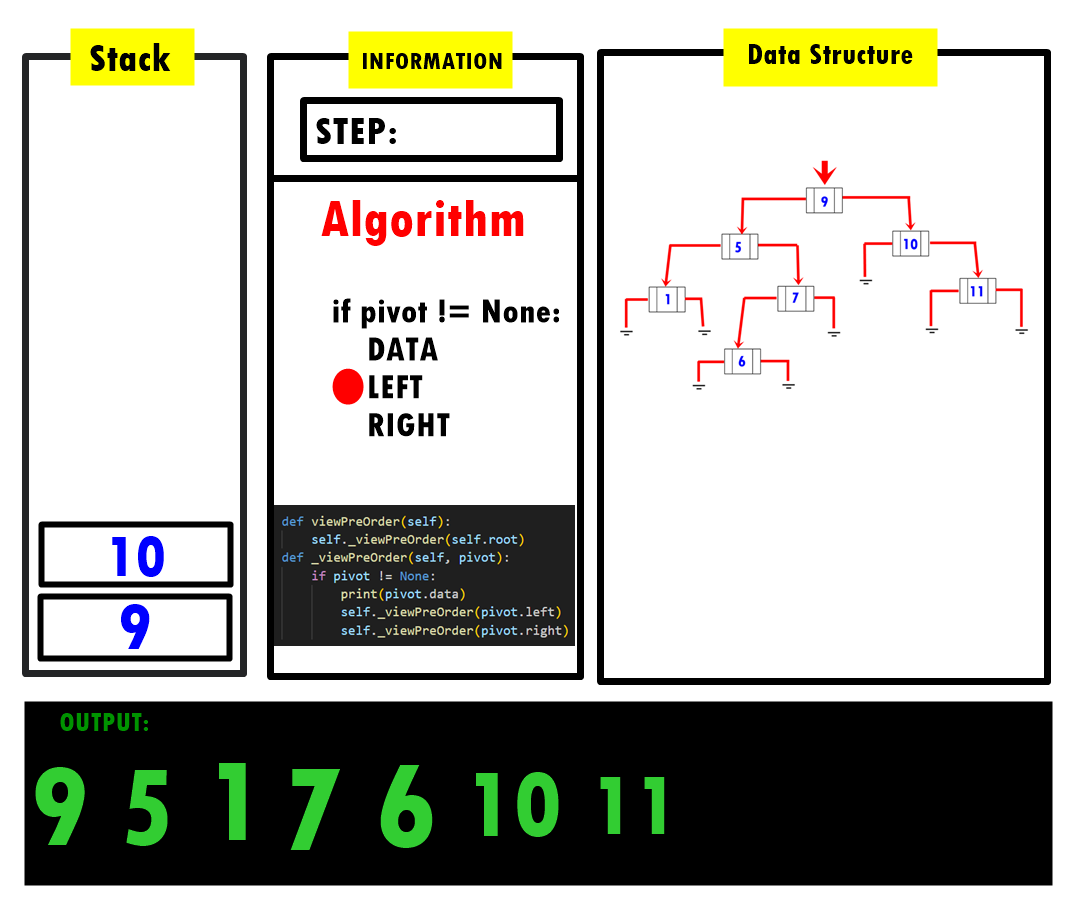 Stack
10
9
INFORMATION
STEP:
Algorithm
if pivot != None:
DATA
LEFT
RIGHT
def viewPreOrder(self):
self._viewPreOrder(self.root)
def _viewPreOrder(self, pivot):
if pivot != None:
print(pivot.data)
self._viewPreOrder(pivot.left)
self._viewPreOrder(pivot.right)
Data Structure
9
5
10
1
7
11
6
OUTPUT:
9 5 1 7 6 10 11